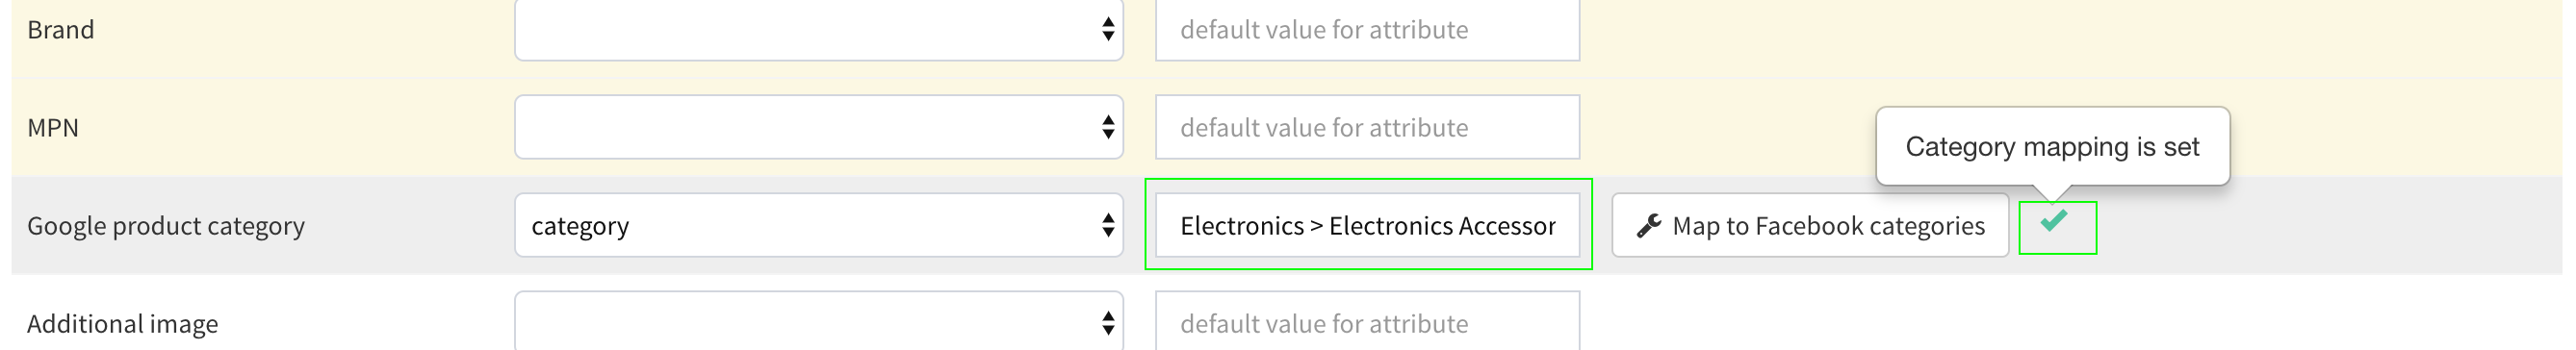 Brand
default value for attribute
MPN
default value for attribute
Category mapping is set
Google product category
category
Electronics > Electronics Accessor
Map to Facebook categories
Additional image
default value for attribute